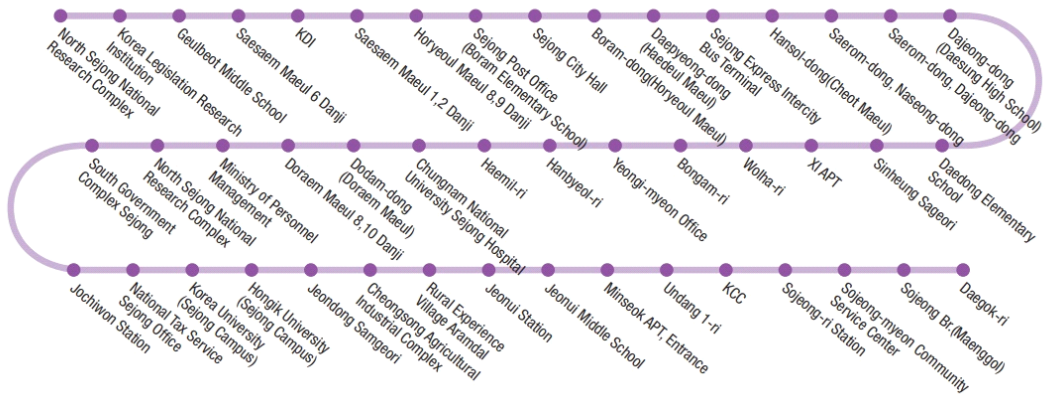 North Sejong National
Research Complex
Korea Legislation Research
Institution
Geulbeot Middle School
Saesaem Maeul 6 Danji
KDI
Saesaem Maeul 1,2 Danji
Horyeoul Maeul 8,9 Danji
Sejong Post Office
(Boram Elementary School)
Sejong City Hall
Boram-dong(Horyeoul Maeul)
Daepyeong-dong
(Haedeul Maeul)
Sejong Express Intercity
Bus Terminal
Hansol-dong(Cheot Maeul)
Saerom-dong, Naseong-dong
Saerom-dong, Dajeong-dong
Dajeong-dong
(Daesung High School)
South Government
Complex Sejong
North Sejong National
Research Complex
Ministry of Personnel
Management
Doraem Maeul 8,10 Danji
Dodam-dong
(Doraem Maeul)
Chungnam National
University Sejong Hospital
Haemil-ri
Hanbyeol-ri
Yeongi-myeon Office
Bongam-ri
Wolha-ri
XI APT
Sinheung Sageori
Daedong Elementary
School
Jochiwon Station
National Tax Service
Sejong Office
Korea University
(Sejong Campus)
Hongik University
(Sejong Campus)
Jeondong Samgeori
Cheongsong Agricultural
Industrial Complex
Rural Experience
Village Aramdal
Jeonui Station
Jeonui Middle School
Minseok APT, Entrance
Undang 1-ri
KCC
Sojeong-ri Station
Sojeong-myeon Community
Service Center
Sujeong Br.(Maenggol)
Daegok-ri